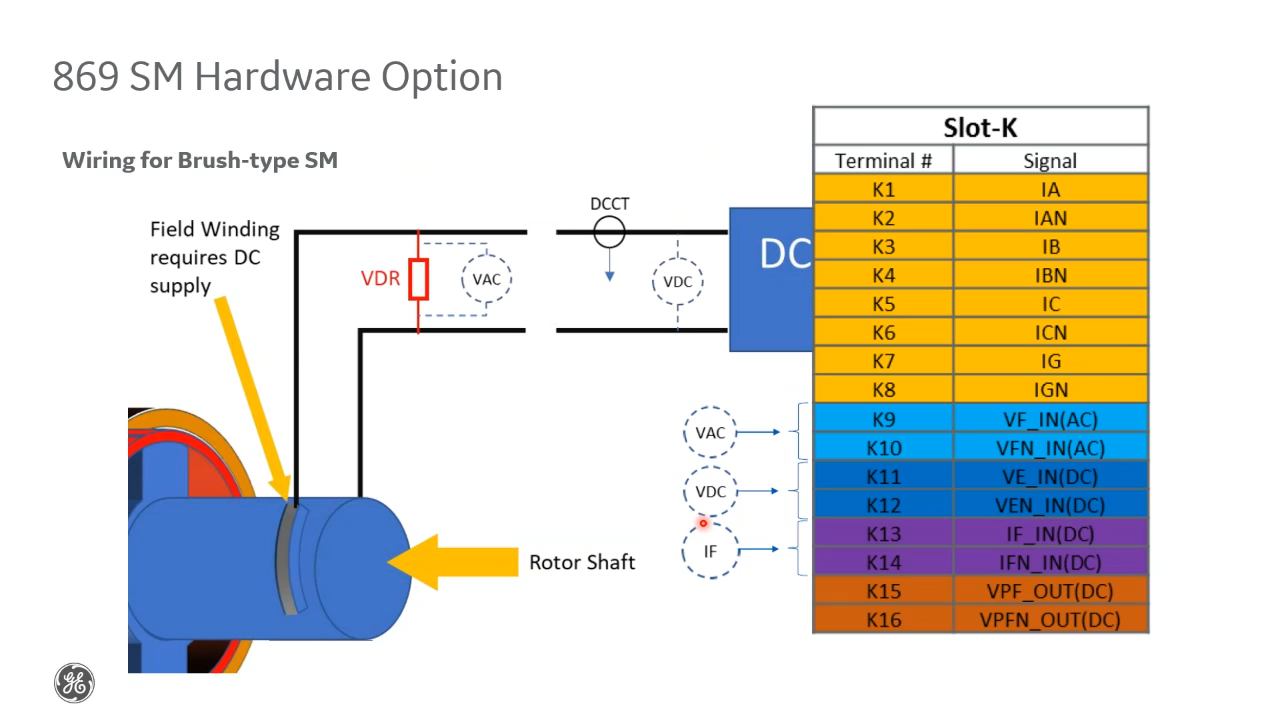 869 SM Hardware Option
Wiring for Brush-type SM
Field Winding
requires DC
supply
VDR
VAC
DCCT
VDC
DC
Rotor Shaft
VAC
VDC
IF
Slot-K
Terminal # Signal
K1 IA
K2 IAN
K3 IB
K4 IBN
K5 IC
K6 ICN
K7 IG
K8 IGN
K9 VF_IN(AC)
K10 VFN_IN(AC)
K11 VE_IN(DC)
K12 VEN_IN(DC)
K13 IF_IN(DC)
K14 IFN_IN(DC)
K15 VPF_OUT(DC)
K16 VPFN_OUT(DC)
GE